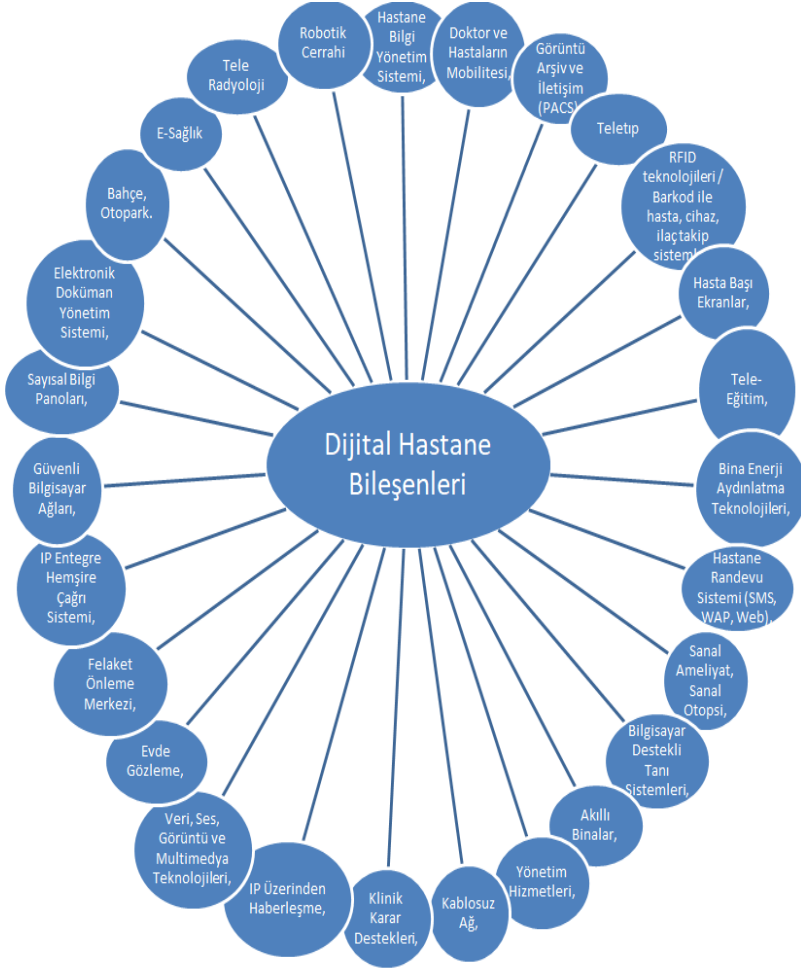 Dijital Hastane
Bileşenleri
Hastane
Bilgi
Yönetim
Sistemi,
Doktor ve
Hastaların
Mobilitesi,
Görüntü
Arşiv ve
İletişim
(PACS)
Teletıp
RFID
teknolojileri /
Barkod ile
hasta, cihaz,
ilaç takip
Hasta Başı
Ekranlar,
Tele-
Eğitim,
Bina Enerji
Aydınlatma
Teknolojileri,
Hastane
Randevu
Sistemi (SMS,
WAP, Web),
Sanal
Ameliyat,
Sanal
Otopsi,
Bilgisayar
Destekli
Tanı
Sistemleri,
Akıllı
Binalar,
Yönetim
Hizmetleri,
Kablosuz
Ağ,
Klinik
Karar
Destekleri,
IP Üzerinden
Haberleşme,
Veri, Ses,
Görüntü ve
Multimedya
Teknolojileri,
Evde
Gözleme,
Felaket
Önleme
Merkezi,
IP Entegre
Hemşire
Çağrı
Sistemi,
Güvenli
Bilgisayar
Ağları,
Sayısal Bilgi
Panoları,
Elektronik
Doküman
Yönetim
Sistemi,
Bahçe,
Otopark.
E-Sağlık
Tele
Radyoloji
Robotik
Cerrahi